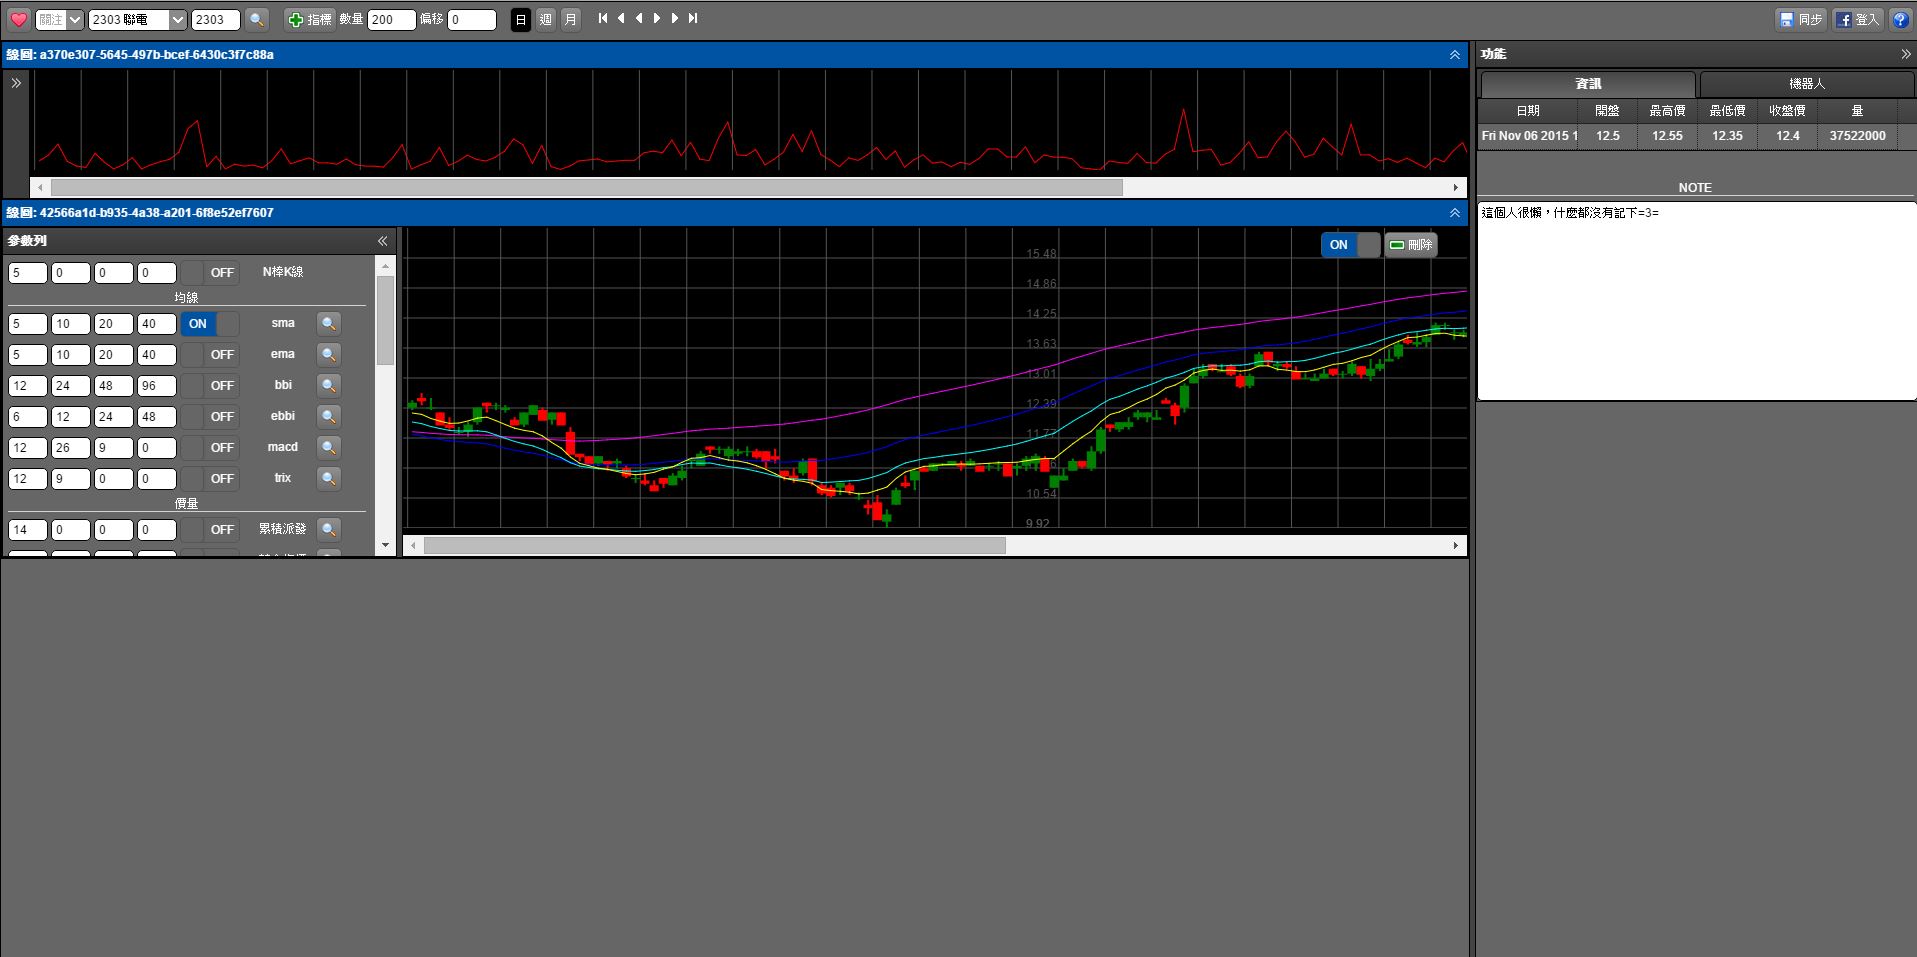 關注 2303 聯電 2303 指標 數量 200 偏移 0 日 週 月 同步 登入
線圖: a370e307-5645-497b-bcef-6430c3f7c88a
線圖: 42566a1d-b935-4a38-a201-6f8e52ef7607
參數列
5 0 0 0 OFF N棒K線
均線
5 10 20 40 ON sma
5 10 20 40 OFF ema
12 24 48 96 OFF bbi
6 12 24 48 OFF ebbi
12 26 9 0 OFF macd
12 9 0 0 OFF trix
價量
14 0 0 0 OFF 累積派發
ON 刪除
15.48
14.86
14.25
13.63
13.01
12.39
10.54
9.92
功能
資訊 機器人
日期 開盤 最高價 最低價 收盤價 量
Fri Nov 06 2015 1 12.5 12.55 12.35 12.4 37522000
NOTE
這個人很懶，什麼都沒有記下=3=